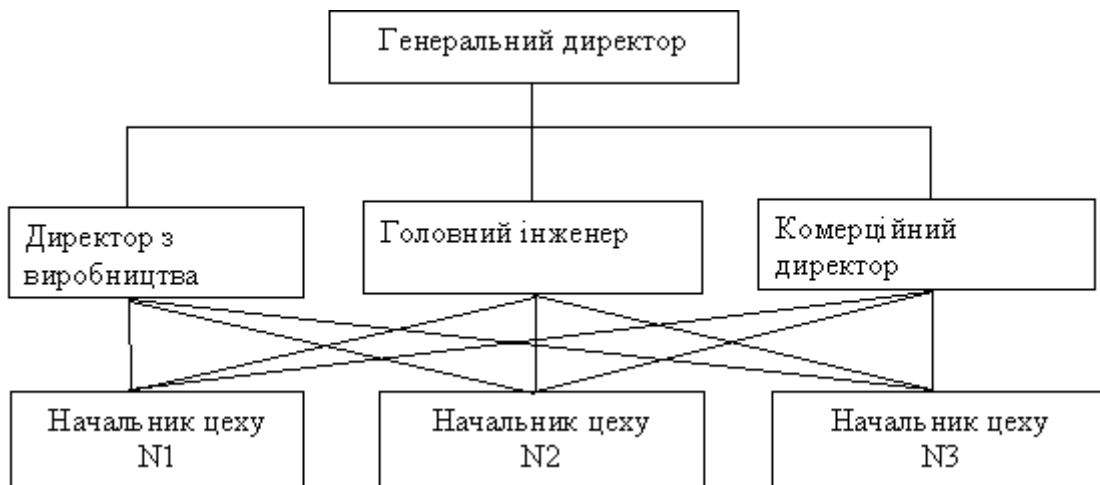 Генеральний директор
Директор з
виробництва
Головний інженер
Комерційний
директор
Начальник цеху
N1
Начальник цеху
N2
Начальник цеху
N3